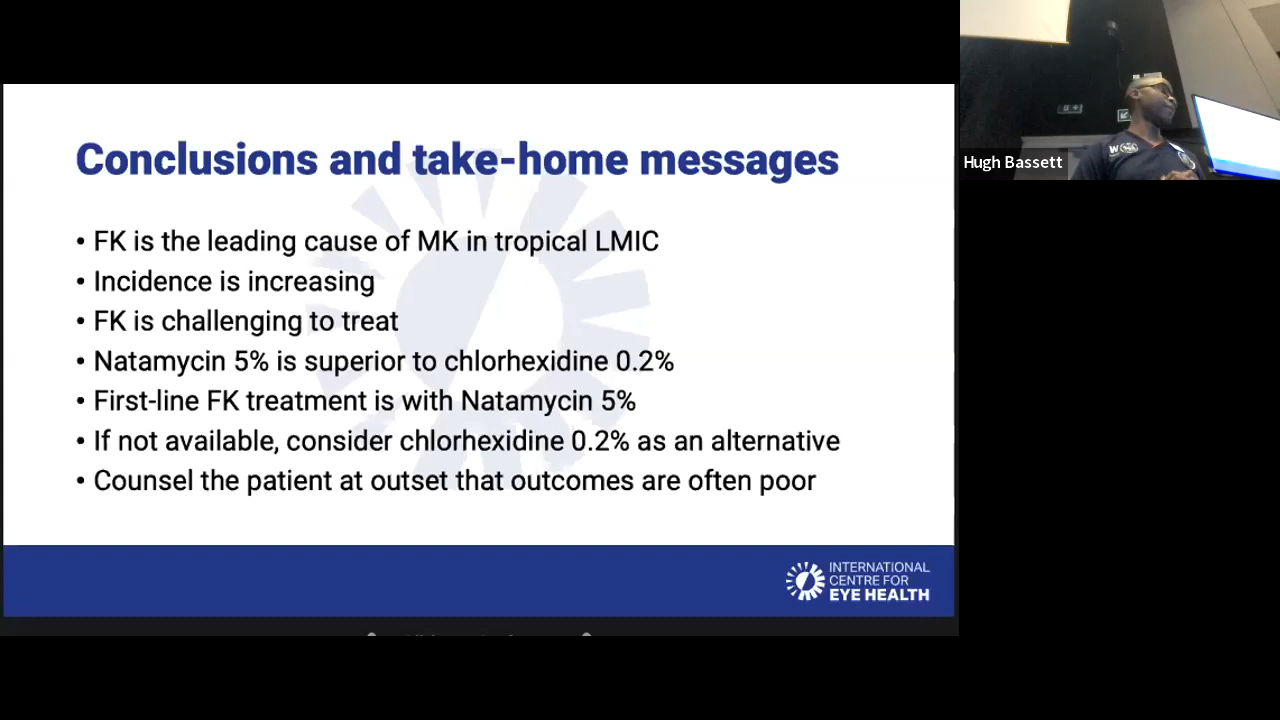 Conclusions and take-home messages
• FK is the leading cause of MK in tropical LMIC
• Incidence is increasing
• FK is challenging to treat
• Natamycin 5% is superior to chlorhexidine 0.2%
• First-line FK treatment is with Natamycin 5%
• If not available, consider chlorhexidine 0.2% as an alternative
• Counsel the patient at outset that outcomes are often poor
INTERNATIONAL
CENTRE FOR
EYE HEALTH
Hugh Bassett